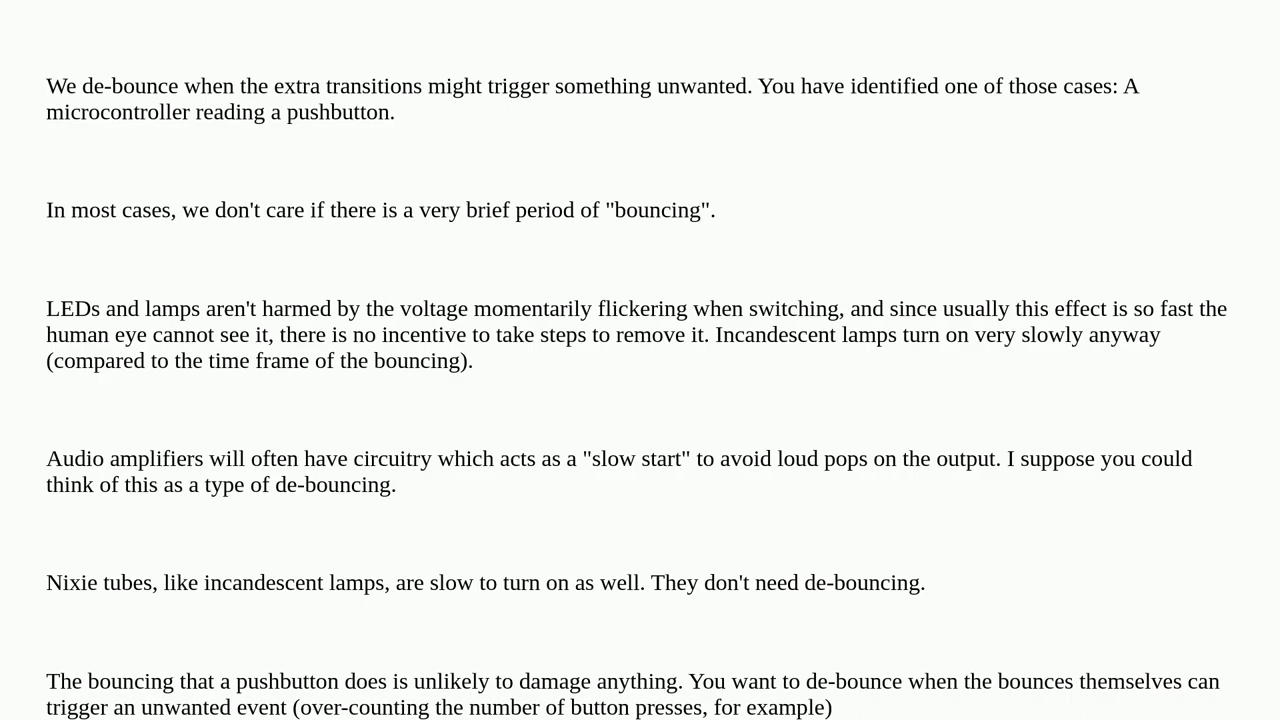 We de-bounce when the extra transitions might trigger something unwanted. You have identified one of those cases: A
microcontroller reading a pushbutton.
In most cases, we don't care if there is a very brief period of "bouncing".
LEDs and lamps aren't harmed by the voltage momentarily flickering when switching, and since usually this effect is so fast the
human eye cannot see it, there is no incentive to take steps to remove it. Incandescent lamps turn on very slowly anyway
(compared to the time frame of the bouncing).
Audio amplifiers will often have circuitry which acts as a "slow start" to avoid loud pops on the output. I suppose you could
think of this as a type of de-bouncing.
Nixie tubes, like incandescent lamps, are slow to turn on as well. They don't need de-bouncing.
The bouncing that a pushbutton does is unlikely to damage anything. You want to de-bounce when the bounces themselves can
trigger an unwanted event (over-counting the number of button presses, for example)